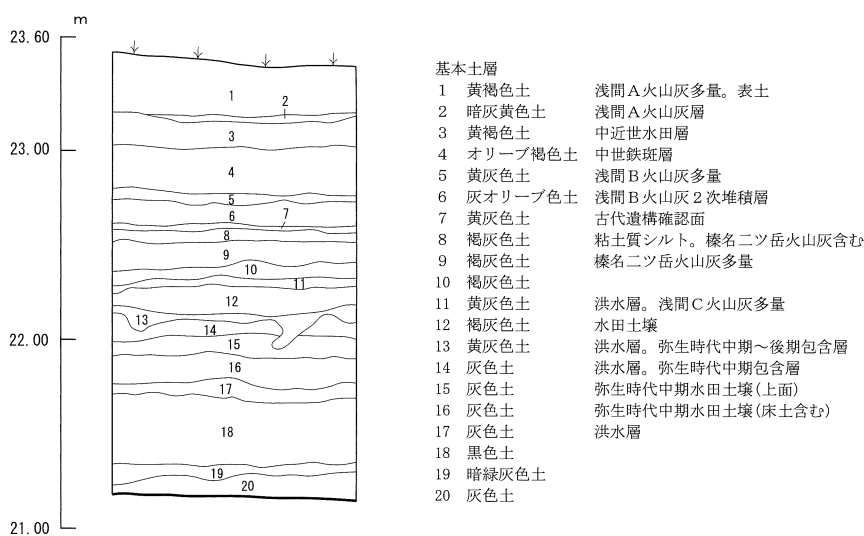 m
23.60
23.00
22.00
21.00
1
2
3
4
5
6
7
8
9
10
11
12
13
14
15
16
17
18
19
20
基本土層
1 黄褐色土 浅間A火山灰多量。表土
2 暗灰黄色土 浅間A火山灰層
3 黄褐色土 中近世水田層
4 オリーブ褐色土 中世鉄斑層
5 黄灰色土 浅間B火山灰多量
6 灰オリーブ色土 浅間B火山灰2次堆積層
7 黄灰色土 古代遺構確認面
8 褐灰色土 粘土質シルト。榛名二ツ岳火山灰含む
9 褐灰色土 榛名二ツ岳火山灰多量
10 褐灰色土
11 黄灰色土 洪水層。浅間C火山灰多量
12 褐灰色土 水田土壌
13 黄灰色土 洪水層。弥生時代中期~後期包含層
14 灰色土 洪水層。弥生時代中期包含層
15 灰色土 弥生時代中期水田土壌(上面)
16 灰色土 弥生時代中期水田土壌(床土含む)
17 灰色土 洪水層
18 黒色土
19 暗緑灰色土
20 灰色土